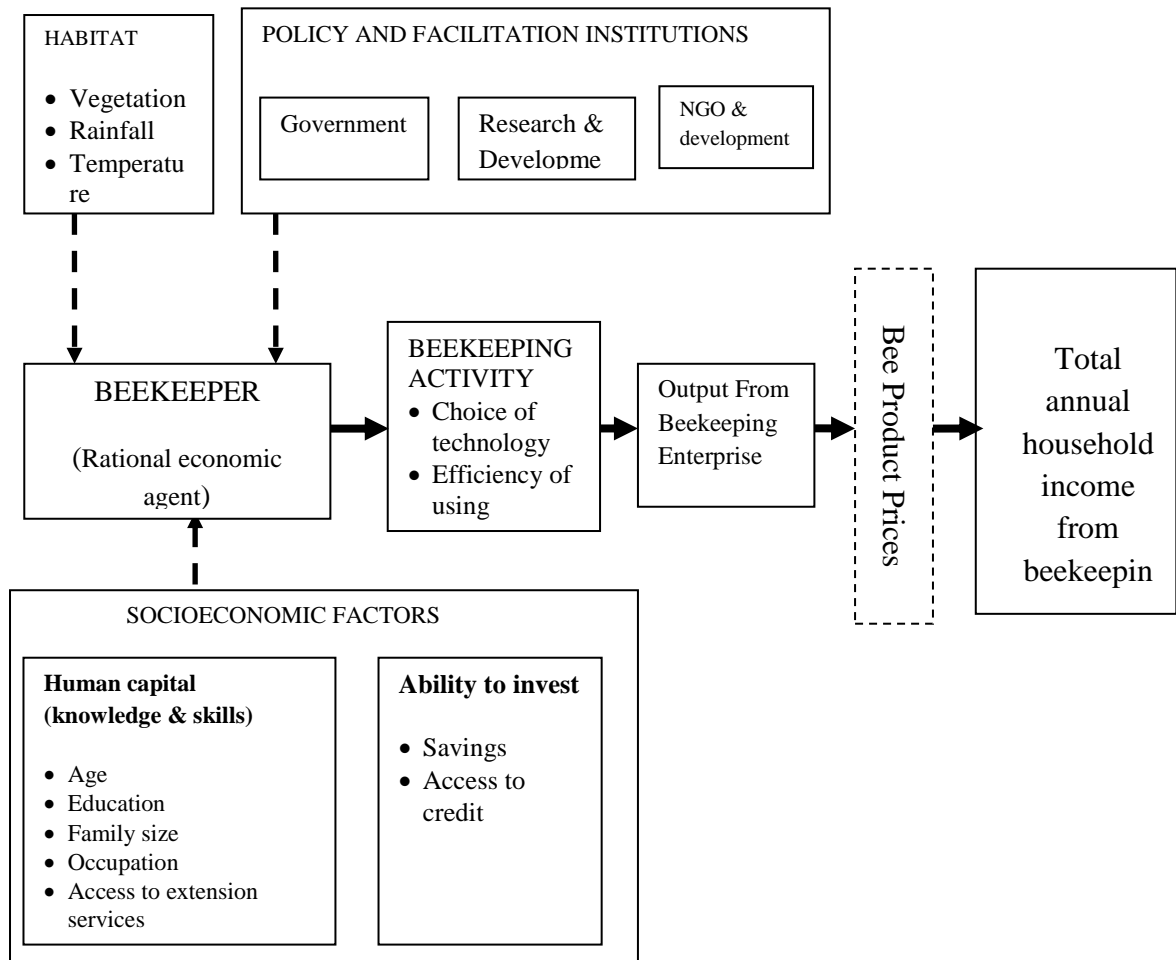 HABITAT
• Vegetation
• Rainfall
• Temperatu
re
POLICY AND FACILITATION INSTITUTIONS
Government
Research &
Developme
NGO &
development
BEEKEEPER
(Rational economic
agent)
BEEKEEPING
ACTIVITY
• Choice of
technology
• Efficiency of
using
Output From
Beekeeping
Enterprise
Bee Product Prices
Total
annual
household
income
from
beekeepin
SOCIOECONOMIC FACTORS
Human capital
(knowledge & skills)
• Age
• Education
• Family size
• Occupation
• Access to extension
services
Ability to invest
• Savings
• Access to
credit